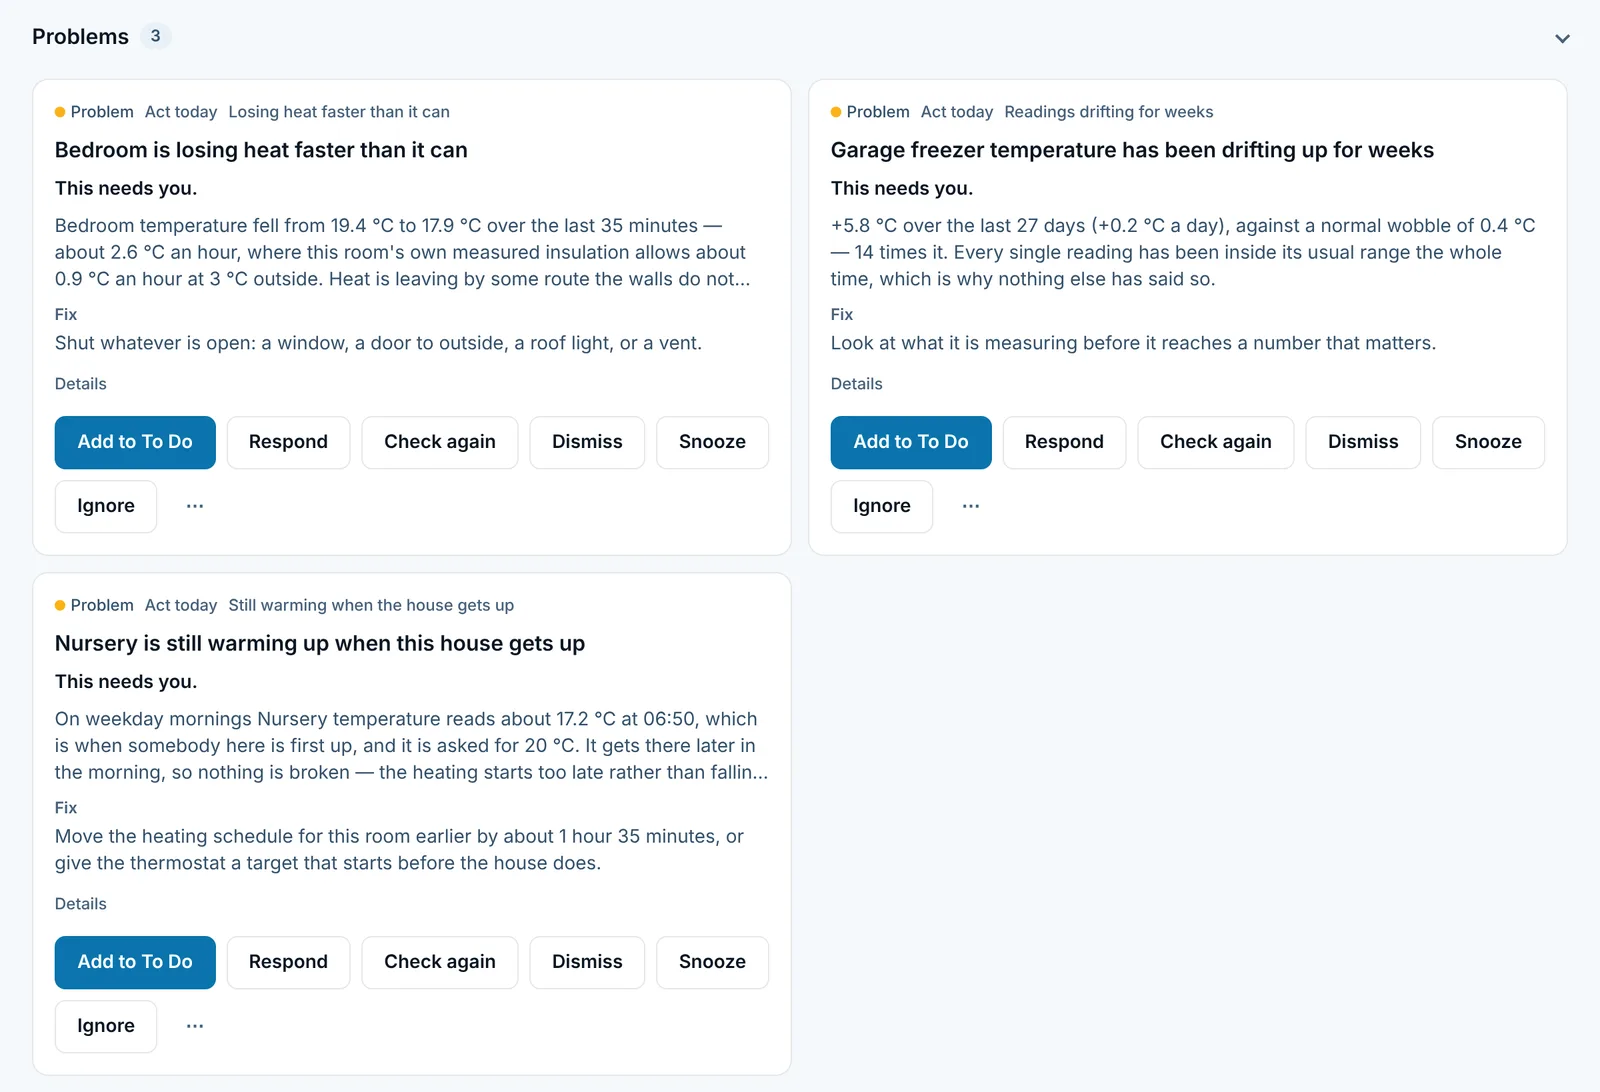 Problems 3
Problem Act today Losing heat faster than it can
Bedroom is losing heat faster than it can
This needs you.
Bedroom temperature fell from 19.4 °C to 17.9 °C over the last 35 minutes —
about 2.6 °C an hour, where this room's own measured insulation allows about
0.9 °C an hour at 3 °C outside. Heat is leaving by some route the walls do not...
Fix
Shut whatever is open: a window, a door to outside, a roof light, or a vent.
Details
Add to To Do Respond Check again Dismiss Snooze
Ignore ...
Problem Act today Readings drifting for weeks
Garage freezer temperature has been drifting up for weeks
This needs you.
+5.8 °C over the last 27 days (+0.2 °C a day), against a normal wobble of 0.4 °C
— 14 times it. Every single reading has been inside its usual range the whole
time, which is why nothing else has said so.
Fix
Look at what it is measuring before it reaches a number that matters.
Details
Add to To Do Respond Check again Dismiss Snooze
Ignore ...
Problem Act today Still warming when the house gets up
Nursery is still warming up when this house gets up
This needs you.
On weekday mornings Nursery temperature reads about 17.2 °C at 06:50, which
is when somebody here is first up, and it is asked for 20 °C. It gets there later in
the morning, so nothing is broken — the heating starts too late rather than fallin...
Fix
Move the heating schedule for this room earlier by about 1 hour 35 minutes, or
give the thermostat a target that starts before the house does.
Details
Add to To Do Respond Check again Dismiss Snooze
Ignore ...